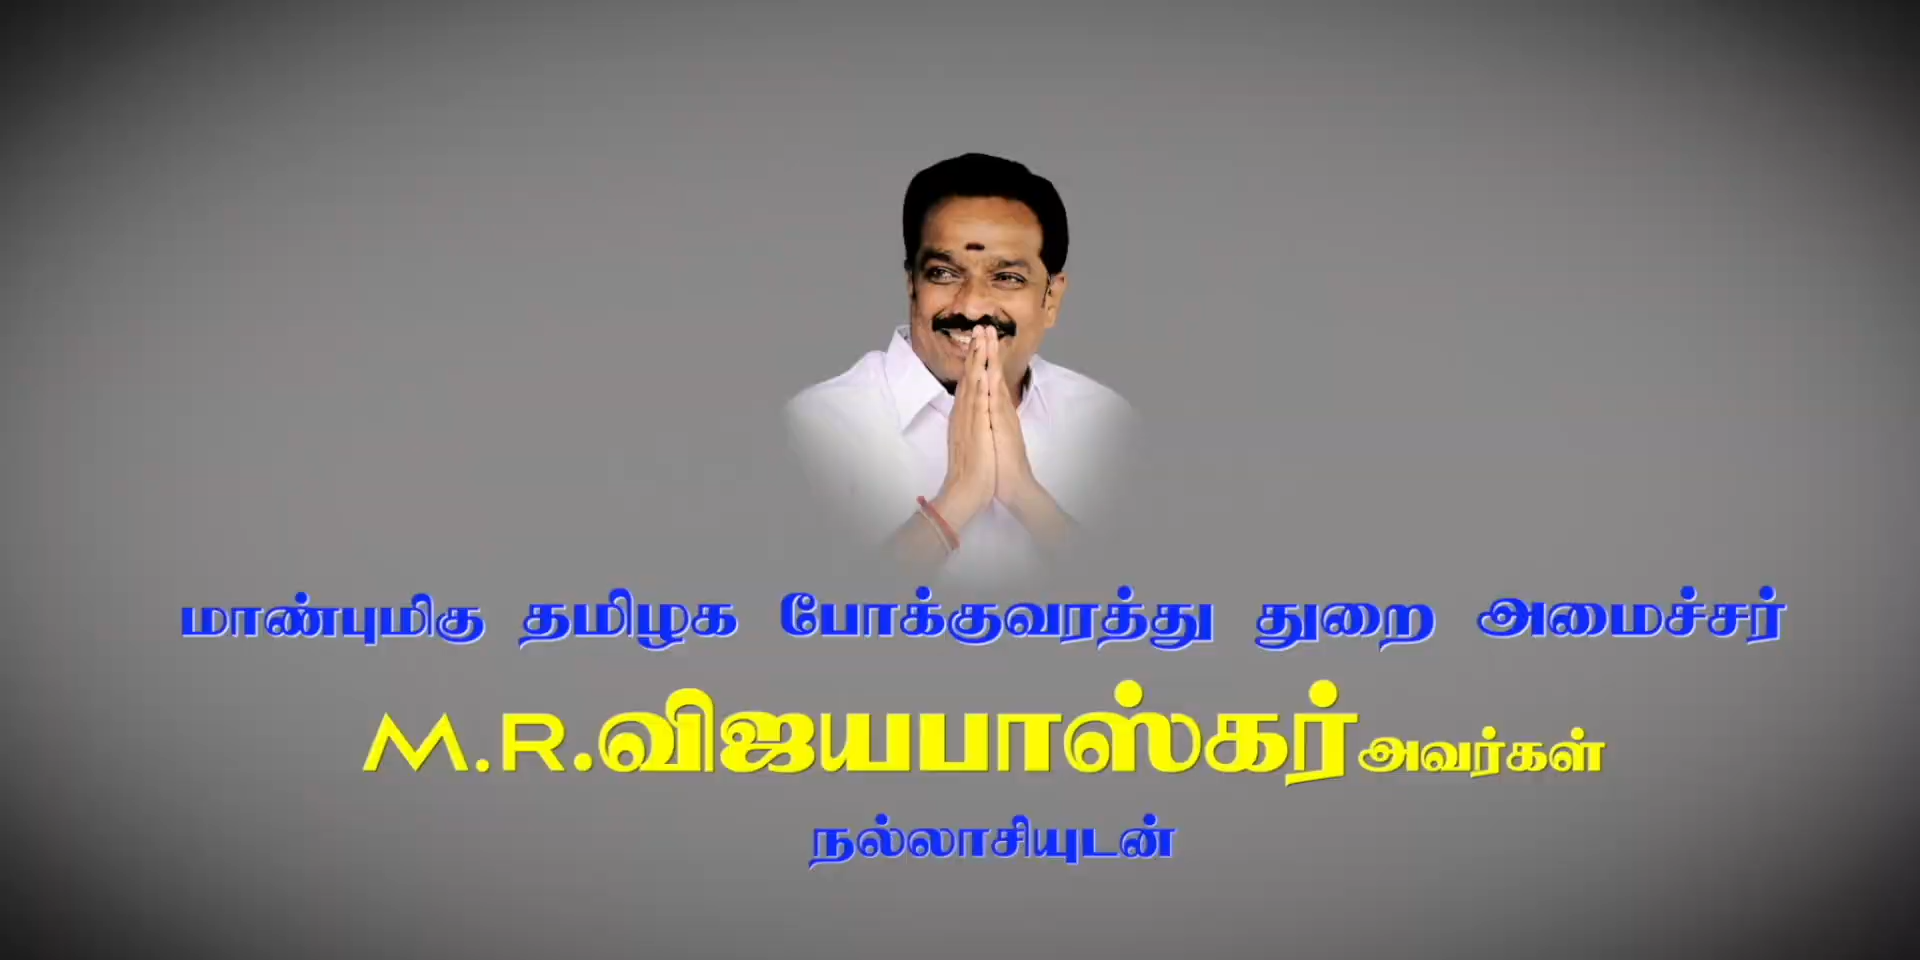 மாண்புமிகு தமிழக போக்குவரத்து துறை அமைச்சர்
M.R.விஜயபாஸ்கர் அவர்கள்
நல்லாசியுடன்